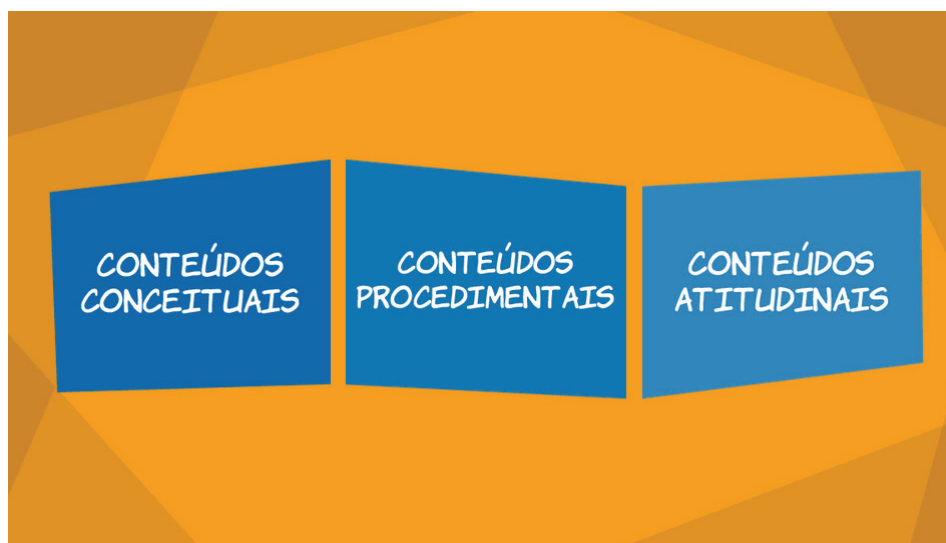 CONTEÚDOS
CONCEITUAIS
CONTEÚDOS
PROCEDIMENTAIS
CONTEÚDOS
ATITUDINAIS